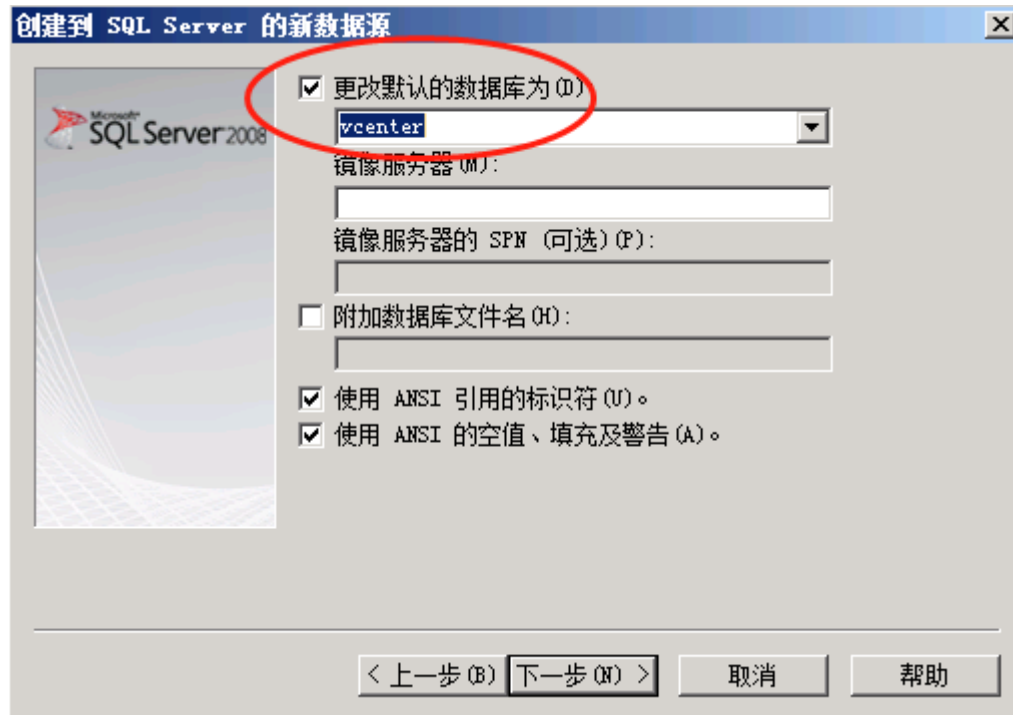 创建到 SQL Server 的新数据源
Microsoft
SQL Server 2008
更改默认的数据库为(D)
vcenter
镜像服务器(M):
镜像服务器的 SPN (可选)(P):
附加数据库文件名(H):
使用 ANSI 引用的标识符(U)。
使用 ANSI 的空值、填充及警告(A)。
< 上一步(B)
下一步(N) >
取消
帮助